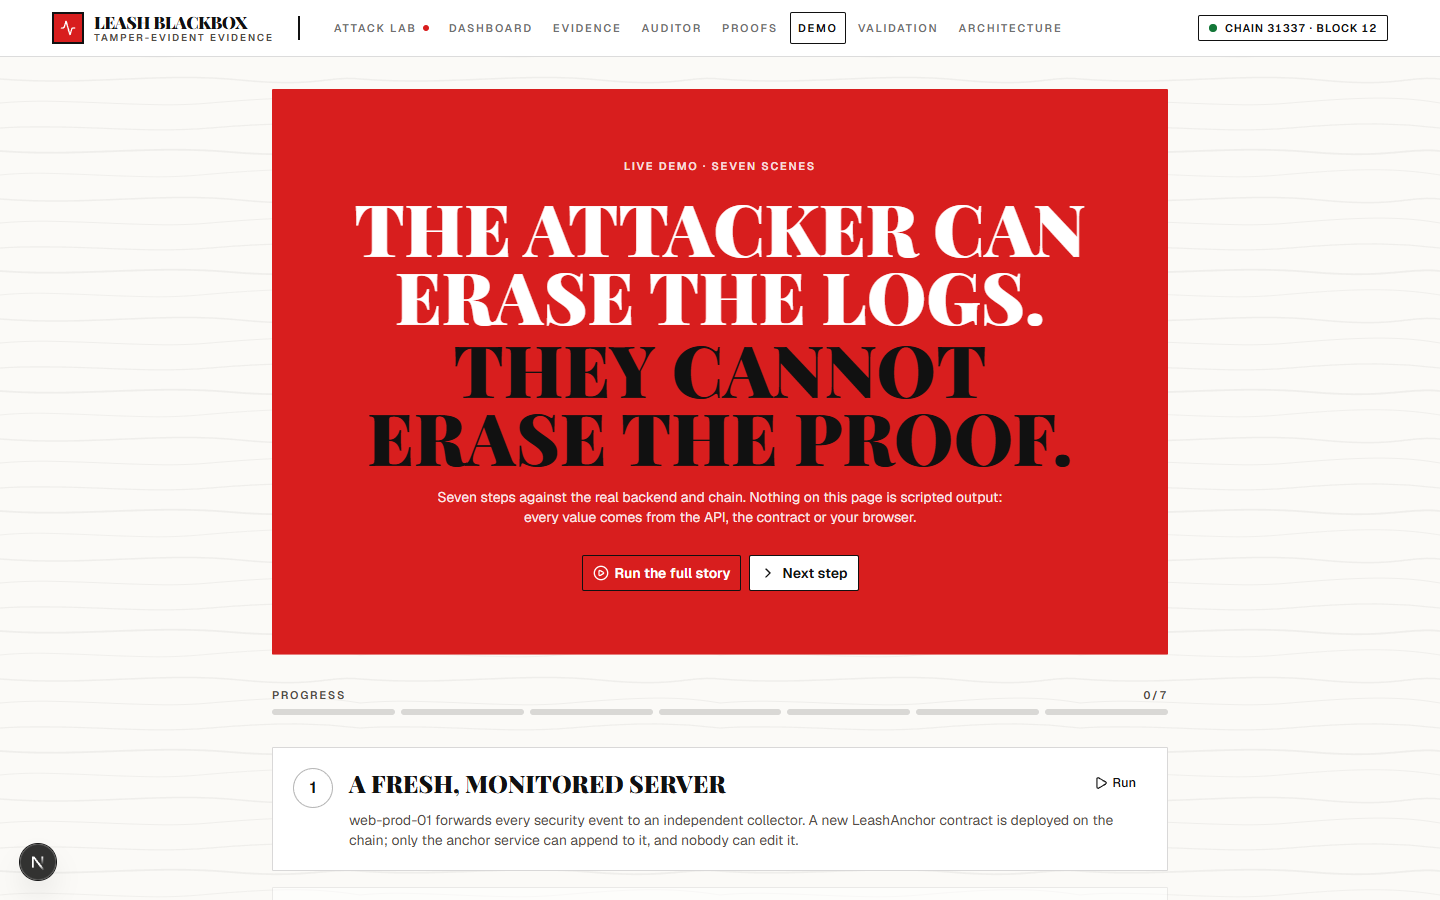 LEASH BLACKBOX
TAMPER-EVIDENT EVIDENCE
ATTACK LAB
DASHBOARD
EVIDENCE
AUDITOR
PROOFS
DEMO
VALIDATION
ARCHITECTURE
CHAIN 31337 · BLOCK 12
LIVE DEMO · SEVEN SCENES
THE ATTACKER CAN
ERASE THE LOGS.
THEY CANNOT
ERASE THE PROOF.
Seven steps against the real backend and chain. Nothing on this page is scripted output:
every value comes from the API, the contract or your browser.
Run the full story
Next step
PROGRESS
0/7
1
A FRESH, MONITORED SERVER
Run
web-prod-01 forwards every security event to an independent collector. A new LeashAnchor contract is deployed on the
chain; only the anchor service can append to it, and nobody can edit it.
N